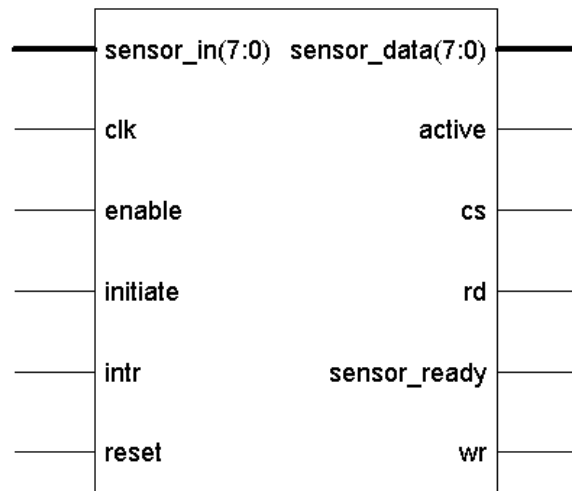 sensor_in(7:0) sensor_data(7:0)
clk active
enable cs
initiate rd
intr sensor_ready
reset wr